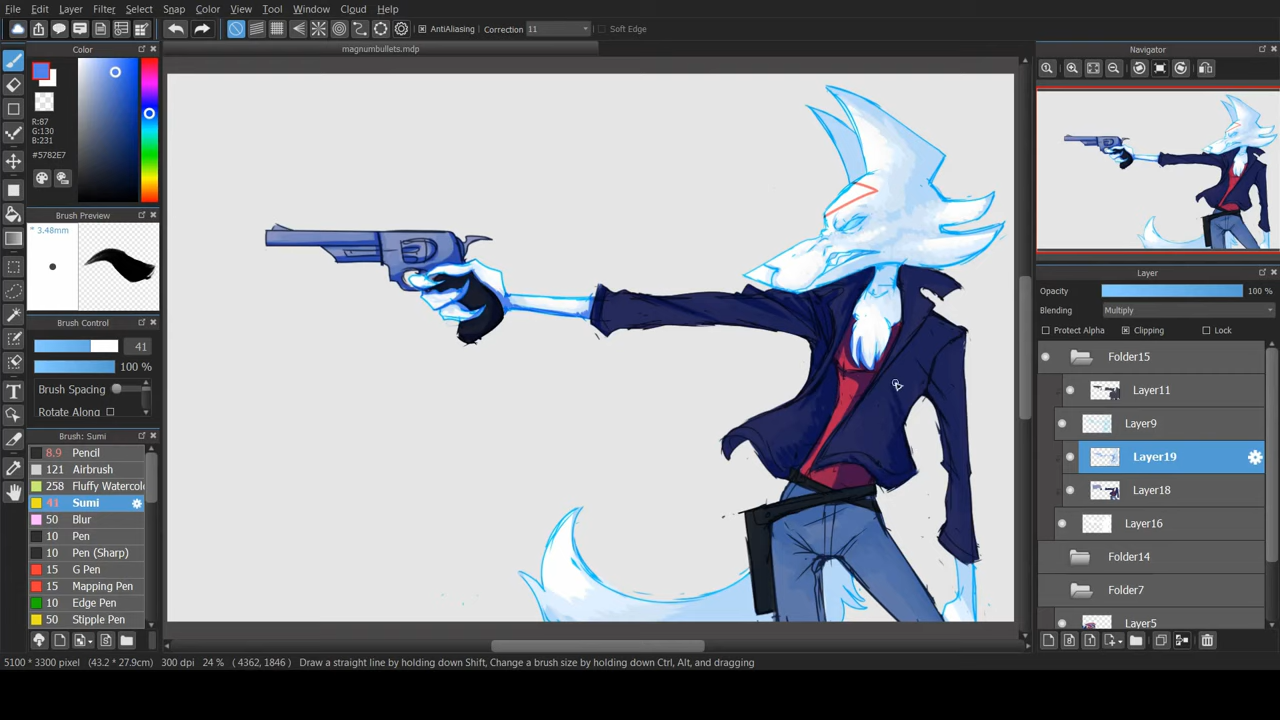 File Edit Layer Filter Select Snap Color View Tool Window Cloud Help
AntiAliasing Correction 11 Soft Edge
Color
magnumbullets.mdp
Navigator
R:87
G:130
B:231
#5782E7
Brush Preview
* 3.48mm
Layer
Opacity 100 %
Blending Multiply
Protect Alpha Clipping Lock
Brush Control
41
100 %
Brush Spacing
Rotate Along
Folder15
Layer11
Layer9
Layer19
Layer18
Layer16
Folder14
Folder7
Layer5
Brush: Sumi
8.9 Pencil
121 Airbrush
258 Fluffy Watercolo
41 Sumi
50 Blur
10 Pen
10 Pen (Sharp)
15 G Pen
15 Mapping Pen
10 Edge Pen
50 Stipple Pen
5100 * 3300 pixel (43.2 * 27.9cm) 300 dpi 24 % ( 4362, 1846 ) Draw a straight line by holding down Shift, Change a brush size by holding down Ctrl, Alt, and dragging